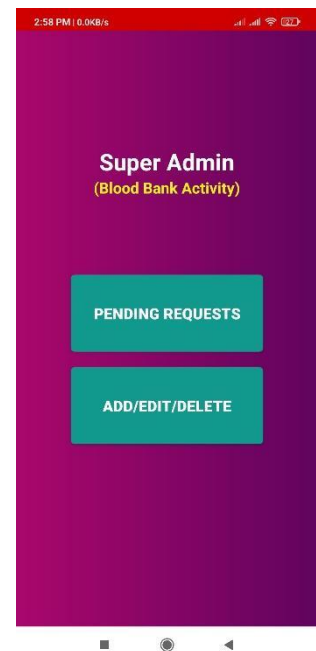 2:58 PM | 0.0KB/s
Super Admin
(Blood Bank Activity)
PENDING REQUESTS
ADD/EDIT/DELETE